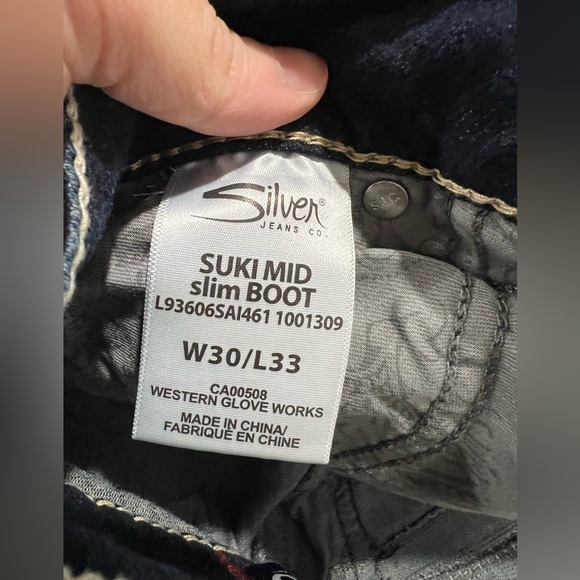 Silver®
JEANS CO.
SUKI MID
slim BOOT
L93606SAI461 1001309
W30/L33
CA00508
WESTERN GLOVE WORKS
MADE IN CHINA/
FABRIQUÉ EN CHINE
S.J.C.